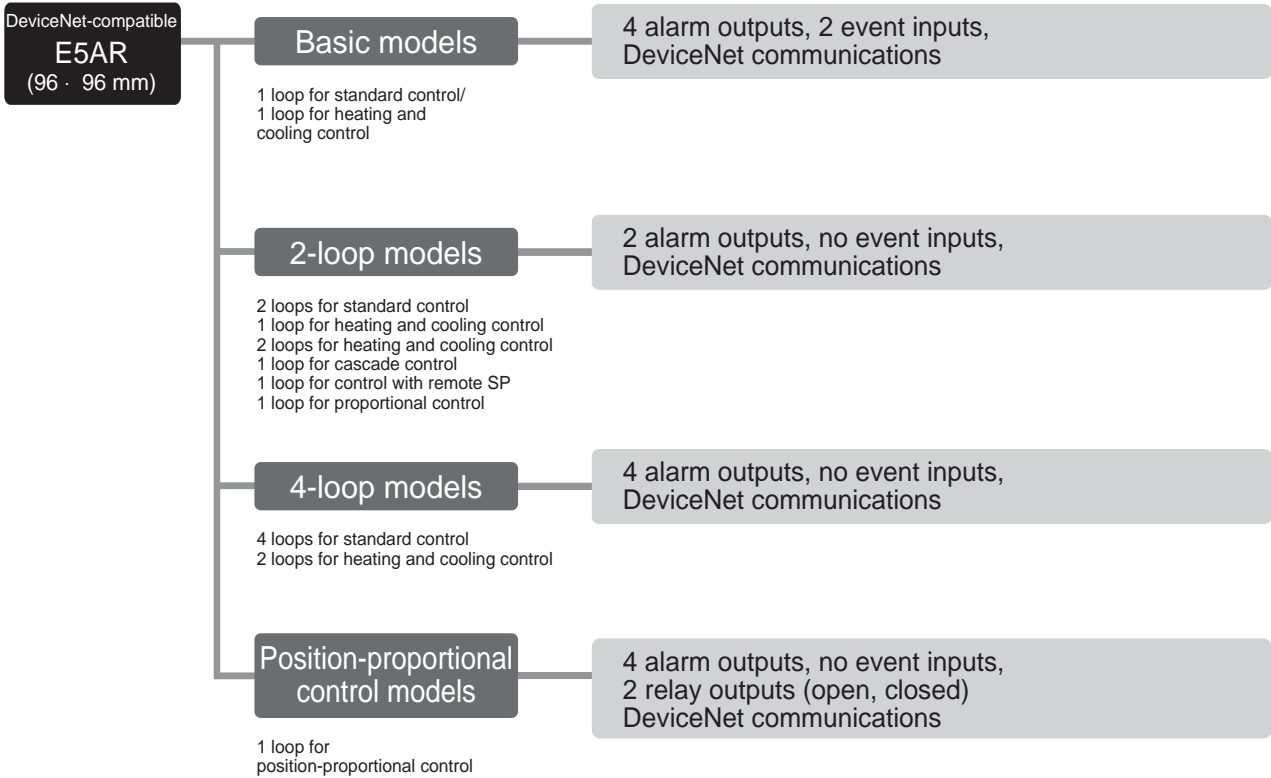 DeviceNet-compatible
E5AR
(96 · 96 mm)
Basic models
4 alarm outputs, 2 event inputs,
DeviceNet communications
1 loop for standard control/
1 loop for heating and
cooling control
2-loop models
2 alarm outputs, no event inputs,
DeviceNet communications
2 loops for standard control
1 loop for heating and cooling control
2 loops for heating and cooling control
1 loop for cascade control
1 loop for control with remote SP
1 loop for proportional control
4-loop models
4 alarm outputs, no event inputs,
DeviceNet communications
4 loops for standard control
2 loops for heating and cooling control
Position-proportional
control models
4 alarm outputs, no event inputs,
2 relay outputs (open, closed)
DeviceNet communications
1 loop for
position-proportional control